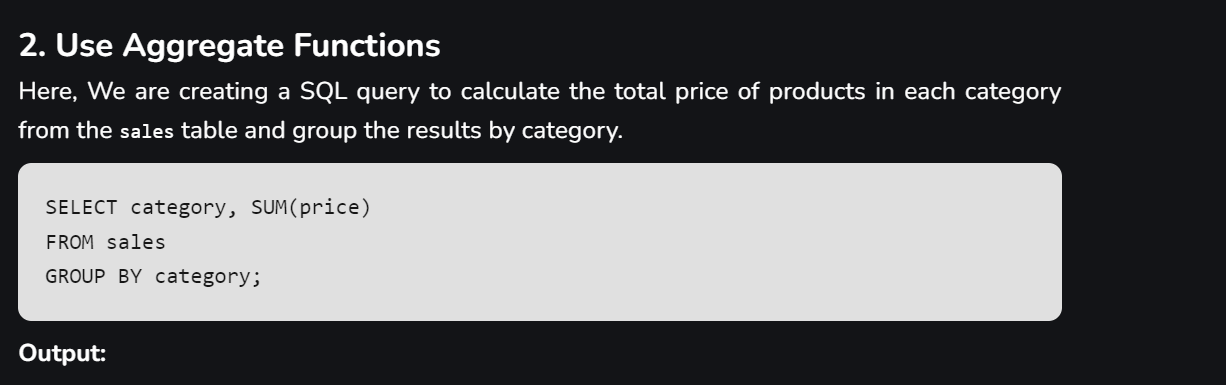 2. Use Aggregate Functions
Here, We are creating a SQL query to calculate the total price of products in each category
from the sales table and group the results by category.
SELECT category, SUM(price)
FROM sales
GROUP BY category;
Output: